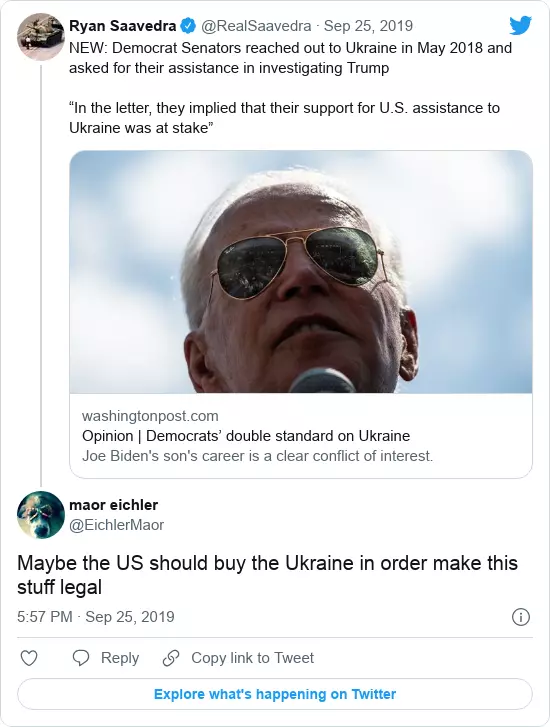 Ryan Saavedra @RealSaavedra · Sep 25, 2019
NEW: Democrat Senators reached out to Ukraine in May 2018 and
asked for their assistance in investigating Trump
“In the letter, they implied that their support for U.S. assistance to
Ukraine was at stake”
washingtonpost.com
Opinion | Democrats’ double standard on Ukraine
Joe Biden's son's career is a clear conflict of interest.
maor eichler
@EichlerMaor
Maybe the US should buy the Ukraine in order make this
stuff legal
5:57 PM · Sep 25, 2019
Reply Copy link to Tweet
Explore what's happening on Twitter